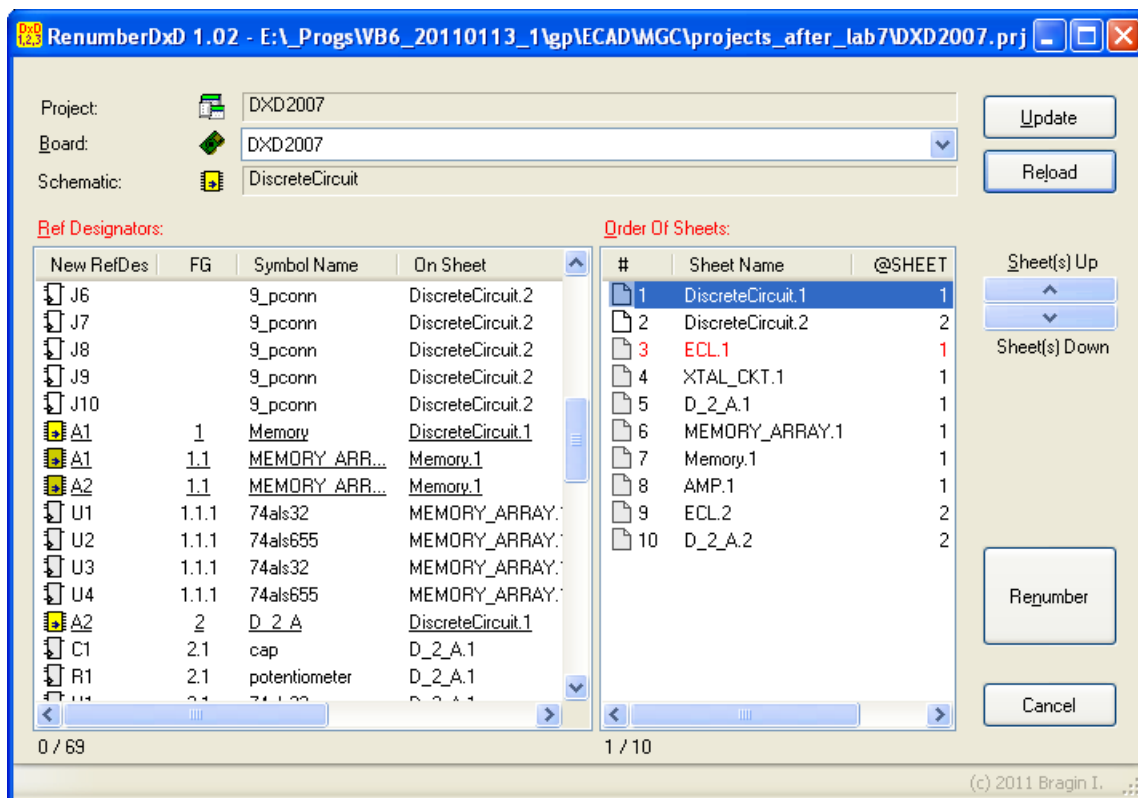 DxD 1,2,3 RenumberDxD 1.02 - E:\_Progs\VB6_20110113_1\gp\ECAD\MGC\projects_after_lab7\DXD2007.prj
Project: DXD2007
Update
Board: DXD2007
Schematic: DiscreteCircuit
Reload
Ref Designators:
New RefDes FG Symbol Name On Sheet
J6 9_pconn DiscreteCircuit.2
J7 9_pconn DiscreteCircuit.2
J8 9_pconn DiscreteCircuit.2
J9 9_pconn DiscreteCircuit.2
J10 9_pconn DiscreteCircuit.2
A1 1 Memory DiscreteCircuit.1
A1 1.1 MEMORY_ARR... Memory.1
A2 1.1 MEMORY_ARR... Memory.1
U1 1.1.1 74als32 MEMORY_ARRAY.
U2 1.1.1 74als655 MEMORY_ARRAY.
U3 1.1.1 74als32 MEMORY_ARRAY.
U4 1.1.1 74als655 MEMORY_ARRAY.
A2 2 D_2_A DiscreteCircuit.1
C1 2.1 cap D_2_A.1
R1 2.1 potentiometer D_2_A.1
0 / 69
Order Of Sheets:
# Sheet Name @SHEET
1 DiscreteCircuit.1 1
2 DiscreteCircuit.2 2
3 ECL.1 1
4 XTAL_CKT.1 1
5 D_2_A.1 1
6 MEMORY_ARRAY.1 1
7 Memory.1 1
8 AMP.1 1
9 ECL.2 2
10 D_2_A.2 2
1 / 10
Sheet(s) Up
Sheet(s) Down
Renumber
Cancel
(c) 2011 Bragin I.